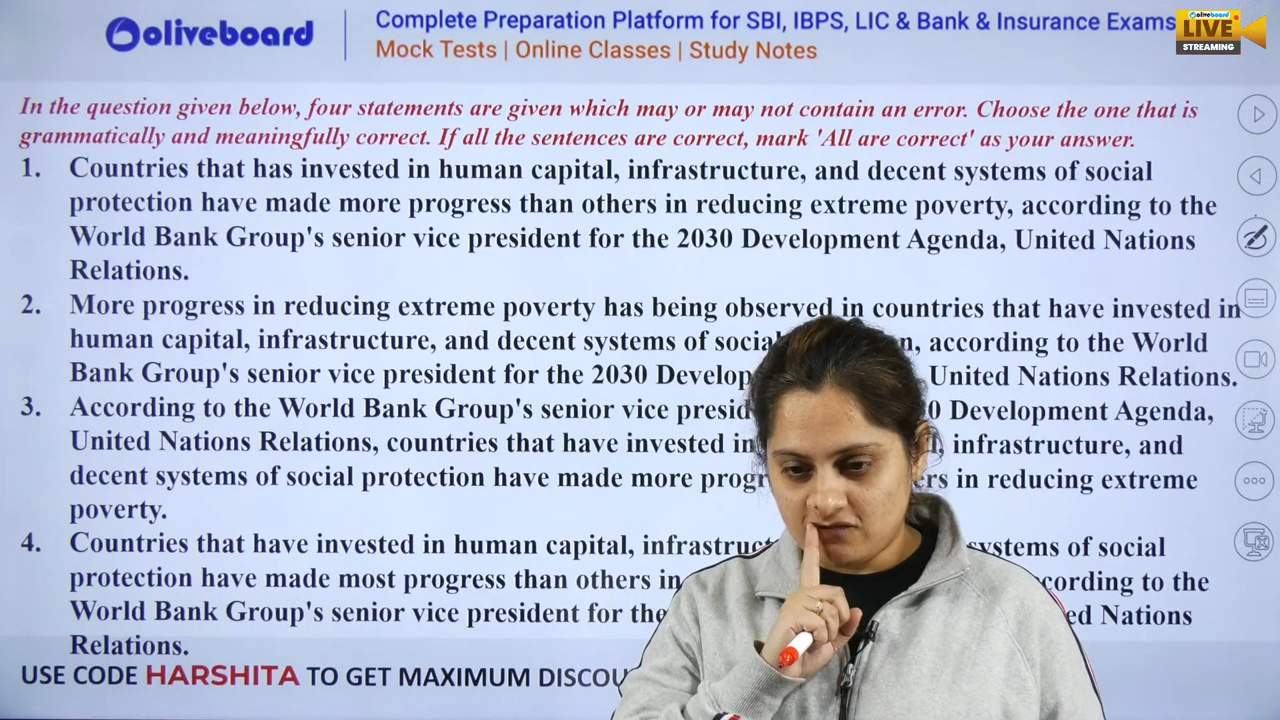 oliveboard
Complete Preparation Platform for SBI, IBPS, LIC & Bank & Insurance Exams
Mock Tests | Online Classes | Study Notes
oliveboard
LIVE
STREAMING
In the question given below, four statements are given which may or may not contain an error. Choose the one that is
grammatically and meaningfully correct. If all the sentences are correct, mark 'All are correct' as your answer.
1. Countries that has invested in human capital, infrastructure, and decent systems of social
protection have made more progress than others in reducing extreme poverty, according to the
World Bank Group's senior vice president for the 2030 Development Agenda, United Nations
Relations.
2. More progress in reducing extreme poverty has being observed in countries that have invested in
human capital, infrastructure, and decent systems of social according to the World
Bank Group's senior vice president for the 2030 United Nations Relations.
3. According to the World Bank Group's senior vice Development Agenda,
United Nations Relations, countries that have invested in infrastructure, and
decent systems of social protection have made more in reducing extreme
poverty.
4. Countries that have invested in human capital, systems of social
protection have made most progress than others in to the
World Bank Group's senior vice president for the Nations
Relations.
USE CODE HARSHITA TO GET MAXIMUM